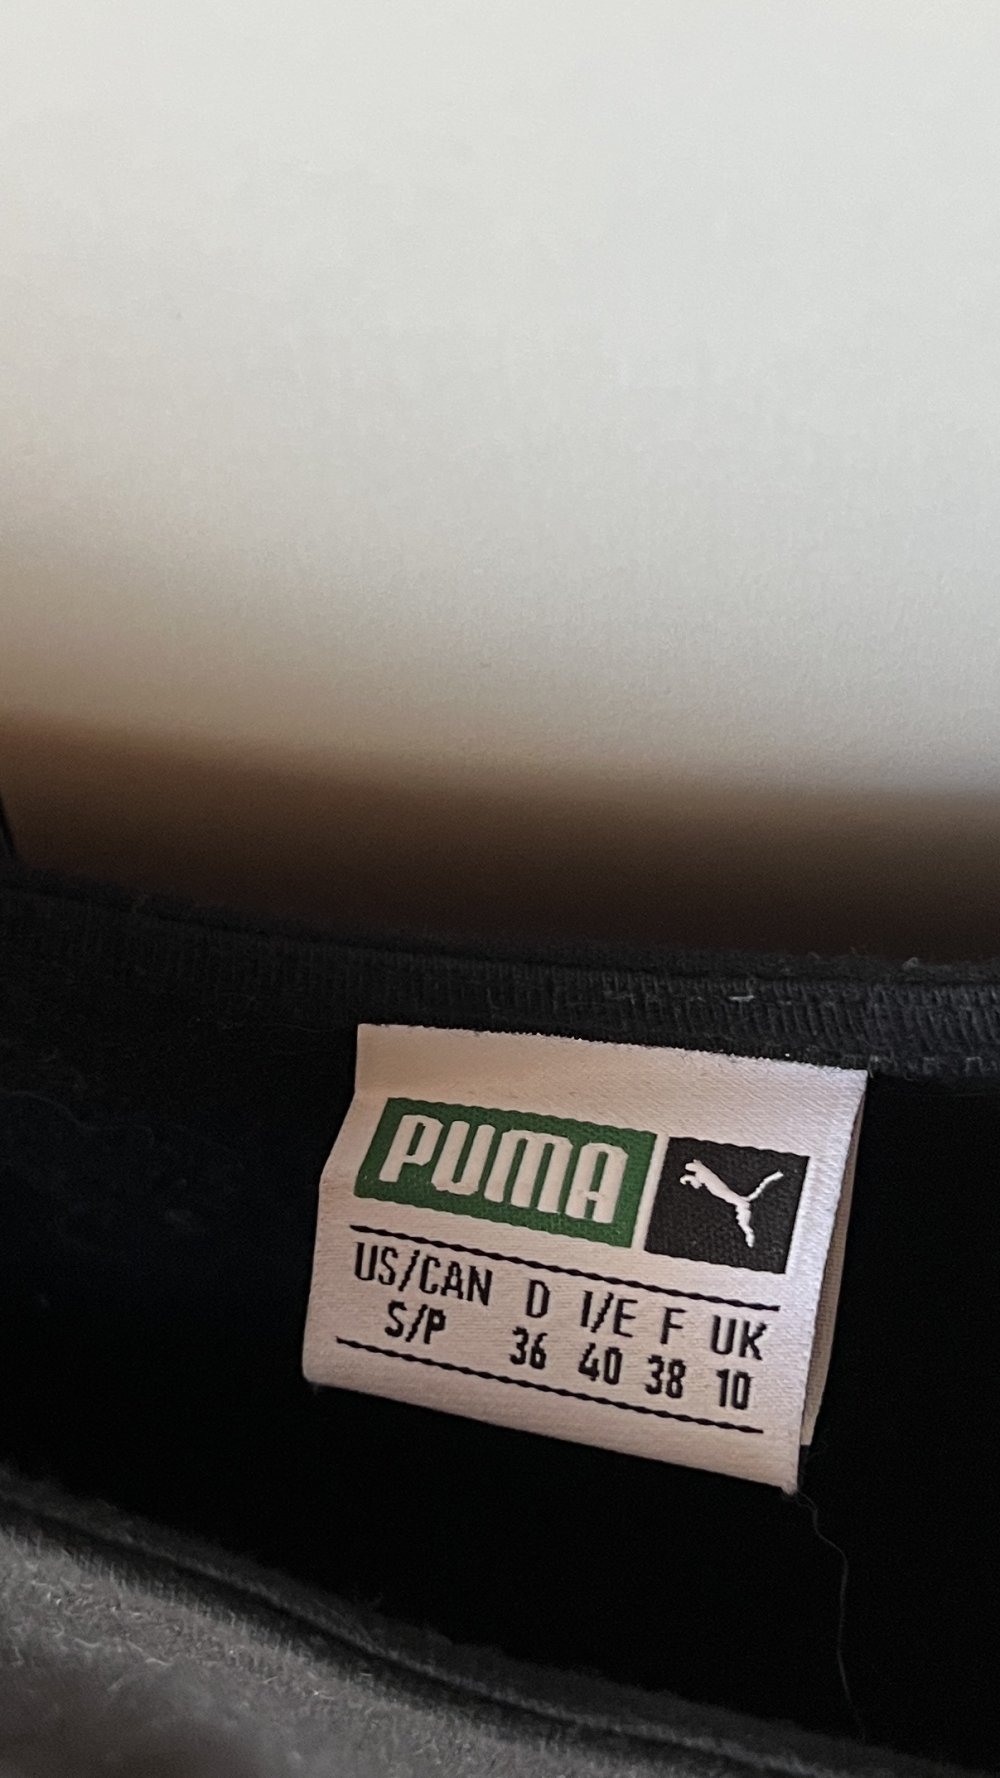 PUMA
US/CAN D I/E F UK
S/P 36 40 38 10